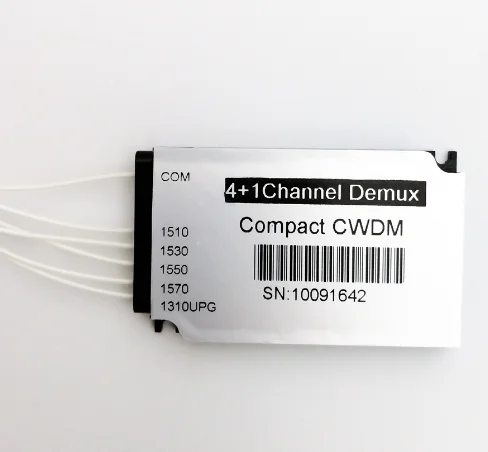 COM
4+1Channel Demux
Compact CWDM
1510
1530
1550
1570
1310UPG
SN:10091642